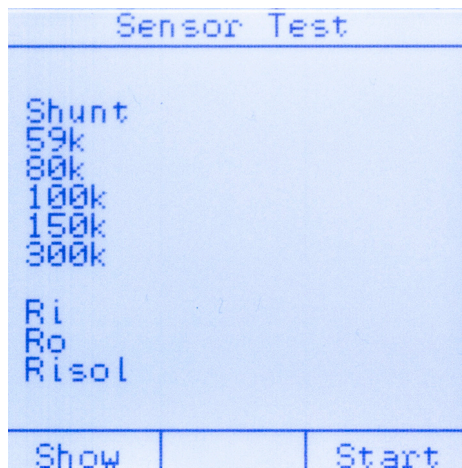 Sensor Test
Shunt
59k
80k
100k
150k
300k
Ri
Ro
Risol
Show Start